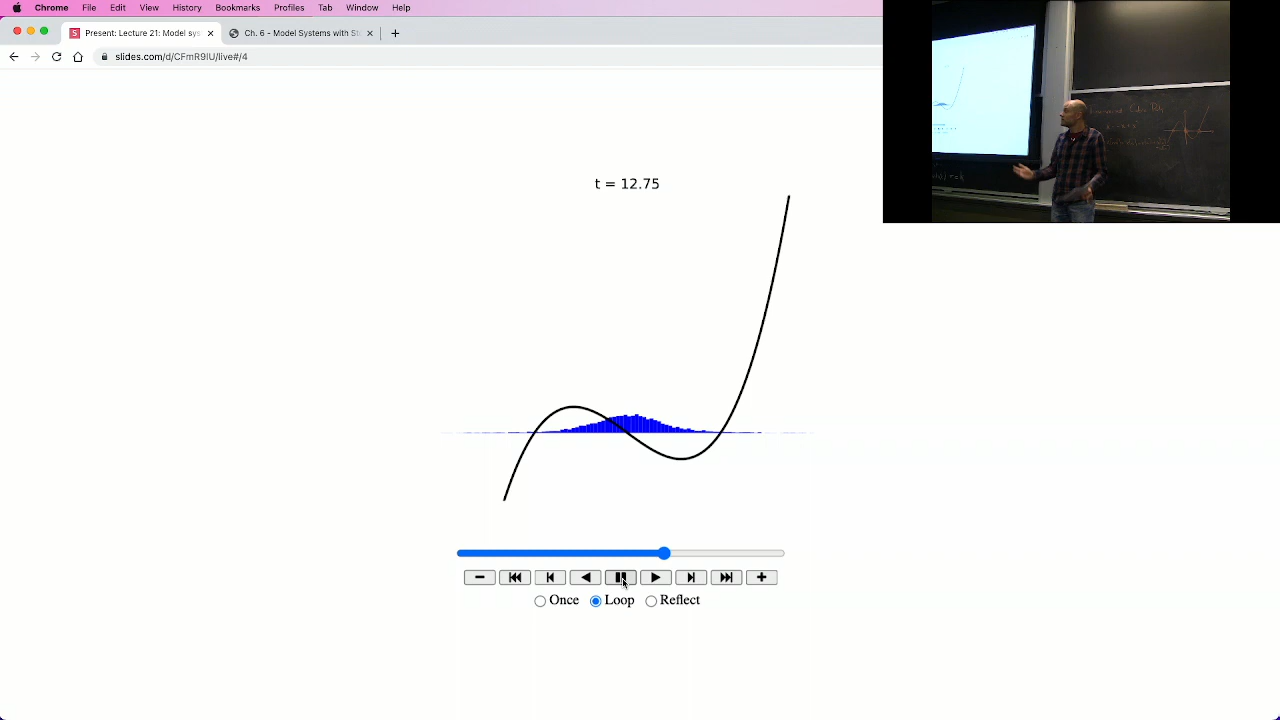 Chrome File Edit View History Bookmarks Profiles Tab Window Help
Present: Lecture 21: Model sys
Ch. 6 - Model Systems with St
slides.com/d/CFmR9IU/live#/4
t = 12.75
Once Loop Reflect